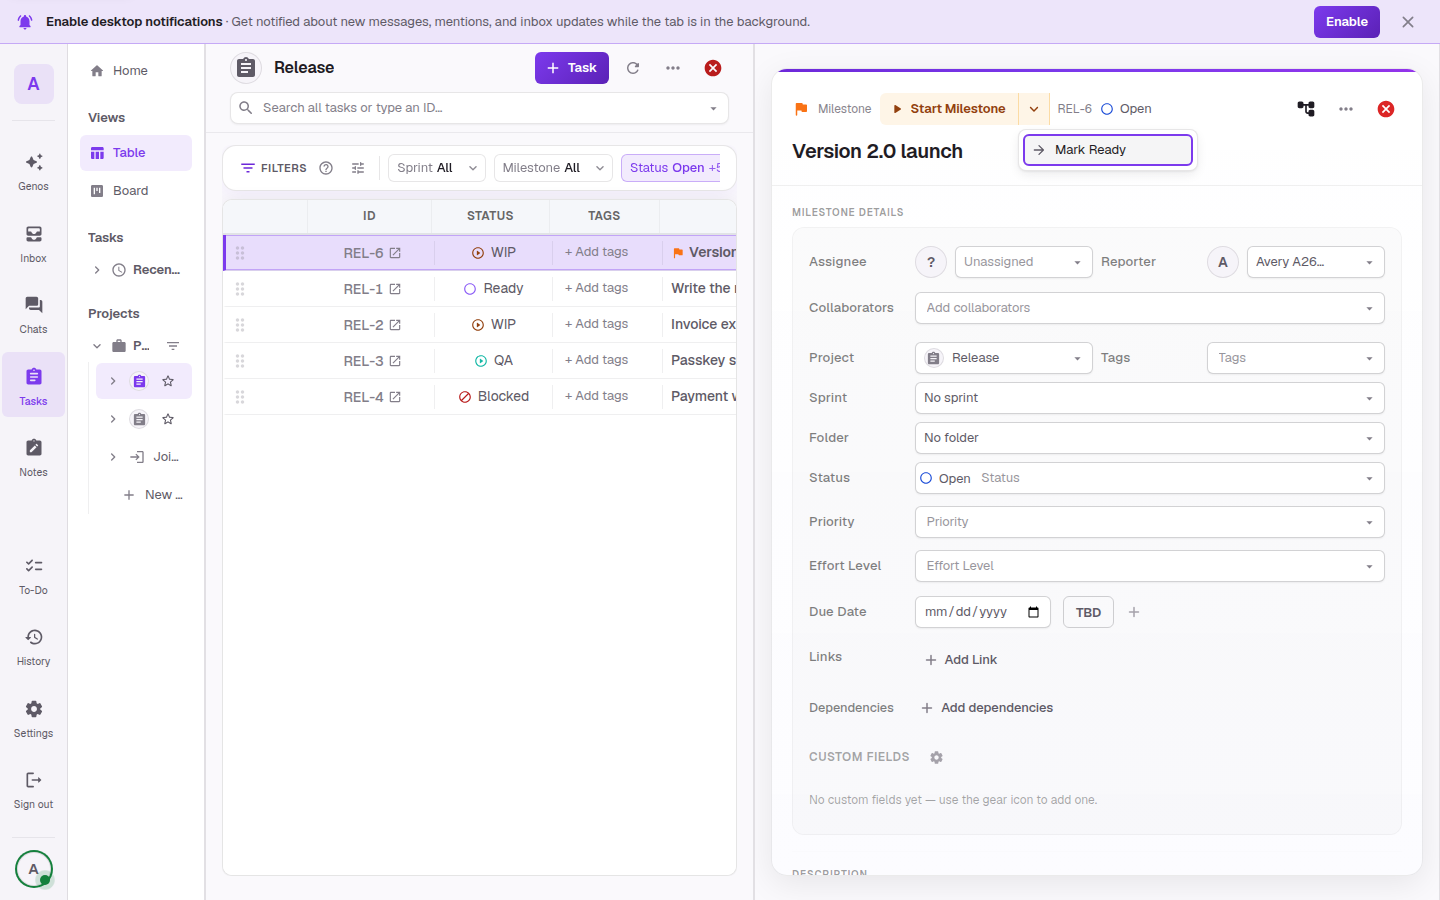 Enable desktop notifications · Get notified about new messages, mentions, and inbox updates while the tab is in the background.
Enable
A
Genos
Inbox
Chats
Tasks
Notes
To-Do
History
Settings
Sign out
A
Home
Views
Table
Board
Tasks
Recen...
Projects
P...
Joi...
New ...
Release
Task
Search all tasks or type an ID...
FILTERS
Sprint All
Milestone All
Status Open +5
ID STATUS TAGS
REL-6 WIP + Add tags Version
REL-1 Ready + Add tags Write the
REL-2 WIP + Add tags Invoice ex
REL-3 QA + Add tags Passkey s
REL-4 Blocked + Add tags Payment
Milestone Start Milestone REL-6 Open
Mark Ready
Version 2.0 launch
MILESTONE DETAILS
Assignee ? Unassigned Reporter A Avery A26...
Collaborators Add collaborators
Project Release Tags Tags
Sprint No sprint
Folder No folder
Status Open Status
Priority Priority
Effort Level Effort Level
Due Date mm/dd/yyyy TBD
Links Add Link
Dependencies Add dependencies
CUSTOM FIELDS
No custom fields yet — use the gear icon to add one.
DESCRIPTION